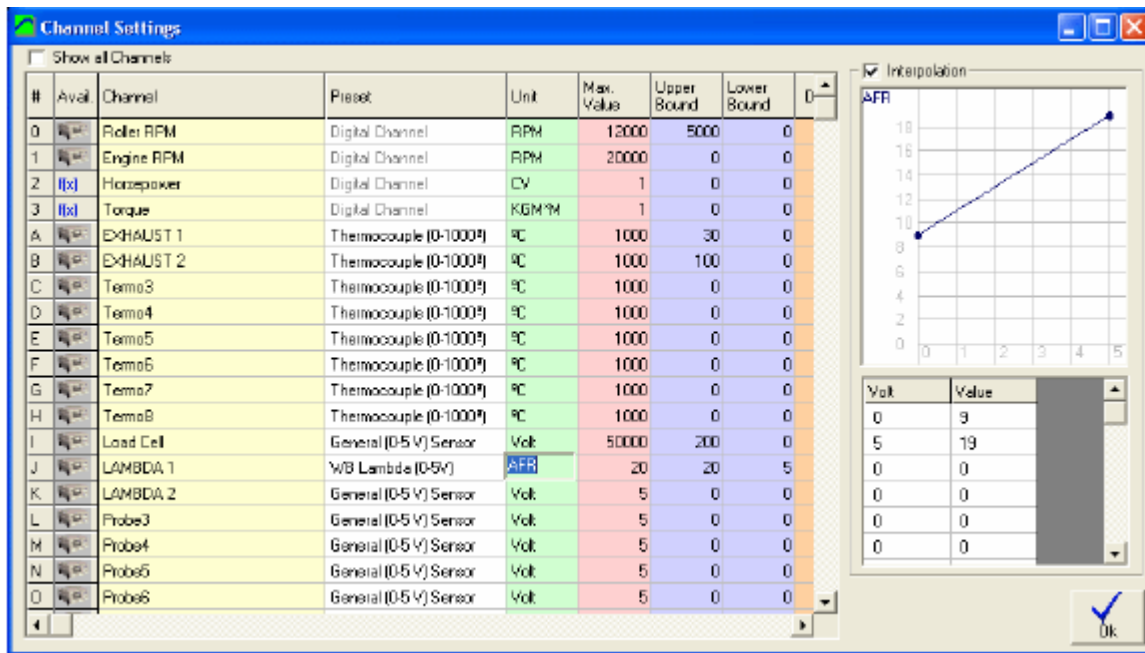 Channel Settings
Show all Channels
# Avail. Channel Preset Unit Max. Value Upper Bound Lower Bound D
0 Roller RPM Digital Channel RPM 12000 5000 0
1 Engine RPM Digital Channel RPM 20000 0 0
2 f(x) Horsepower Digital Channel CV 1 0 0
3 f(x) Torque Digital Channel KGM*M 1 0 0
A EXHAUST 1 Thermocouple (0-1000º) ºC 1000 30 0
B EXHAUST 2 Thermocouple (0-1000º) ºC 1000 100 0
C Termo3 Thermocouple (0-1000º) ºC 1000 0 0
D Termo4 Thermocouple (0-1000º) ºC 1000 0 0
E Termo5 Thermocouple (0-1000º) ºC 1000 0 0
F Termo6 Thermocouple (0-1000º) ºC 1000 0 0
G Termo7 Thermocouple (0-1000º) ºC 1000 0 0
H Termo8 Thermocouple (0-1000º) ºC 1000 0 0
I Load Cell General (0-5 V) Sensor Volt 50000 200 0
J LAMBDA 1 WB Lambda (0-5V) AFR 20 20 5
K LAMBDA 2 General (0-5 V) Sensor Volt 5 0 0
L Probe3 General (0-5 V) Sensor Volt 5 0 0
M Probe4 General (0-5 V) Sensor Volt 5 0 0
N Probe5 General (0-5 V) Sensor Volt 5 0 0
O Probe6 General (0-5 V) Sensor Volt 5 0 0
Interpolation
AFR
18
16
14
12
10
8
6
4
2
0
0 1 2 3 4 5
Volt Value
0 9
5 19
0 0
0 0
0 0
0 0
Ok